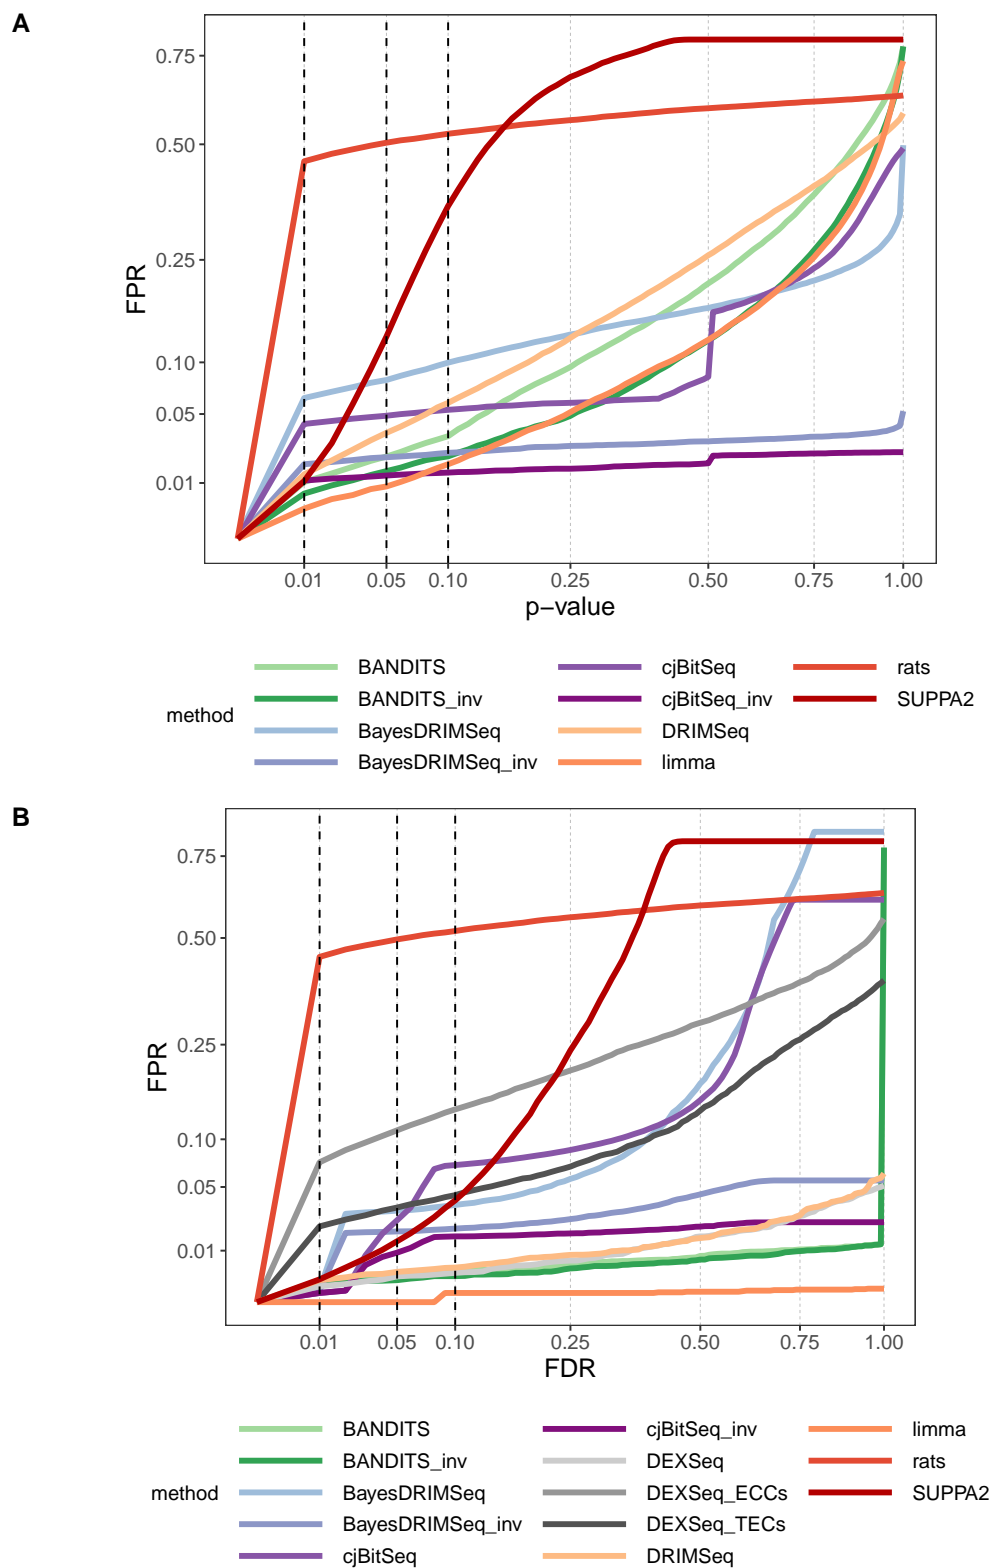 A
0.75
0.50
0.25
0.10
0.05
0.01
FPR
0.01 0.05 0.10 0.25 0.50 0.75 1.00
p−value
method
BANDITS cjBitSeq rats
BANDITS_inv cjBitSeq_inv SUPPA2
BayesDRIMSeq DRIMSeq
BayesDRIMSeq_inv limma
B
0.75
0.50
0.25
0.10
0.05
0.01
FPR
0.01 0.05 0.10 0.25 0.50 0.75 1.00
FDR
method
BANDITS cjBitSeq_inv limma
BANDITS_inv DEXSeq rats
BayesDRIMSeq DEXSeq_ECCs SUPPA2
BayesDRIMSeq_inv DEXSeq_TECs
cjBitSeq DRIMSeq